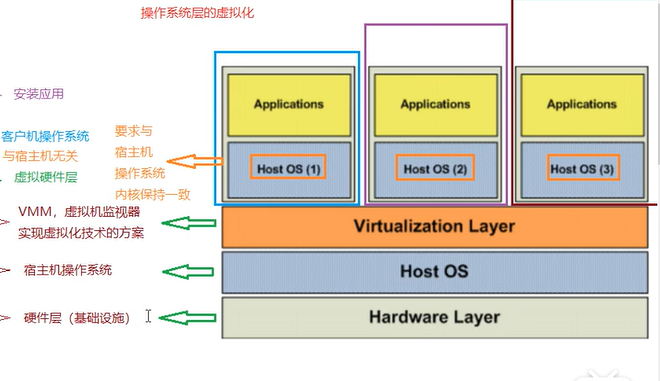 操作系统层的虚拟化
安装应用
客户机操作系统
与宿主机无关
虚拟硬件层
要求与
宿主机
操作系统
内核保持一致
VMM，虚拟机监视器
实现虚拟化技术的方案
宿主机操作系统
硬件层（基础设施）
Applications
Applications
Applications
Host OS (1)
Host OS (2)
Host OS (3)
Virtualization Layer
Host OS
Hardware Layer